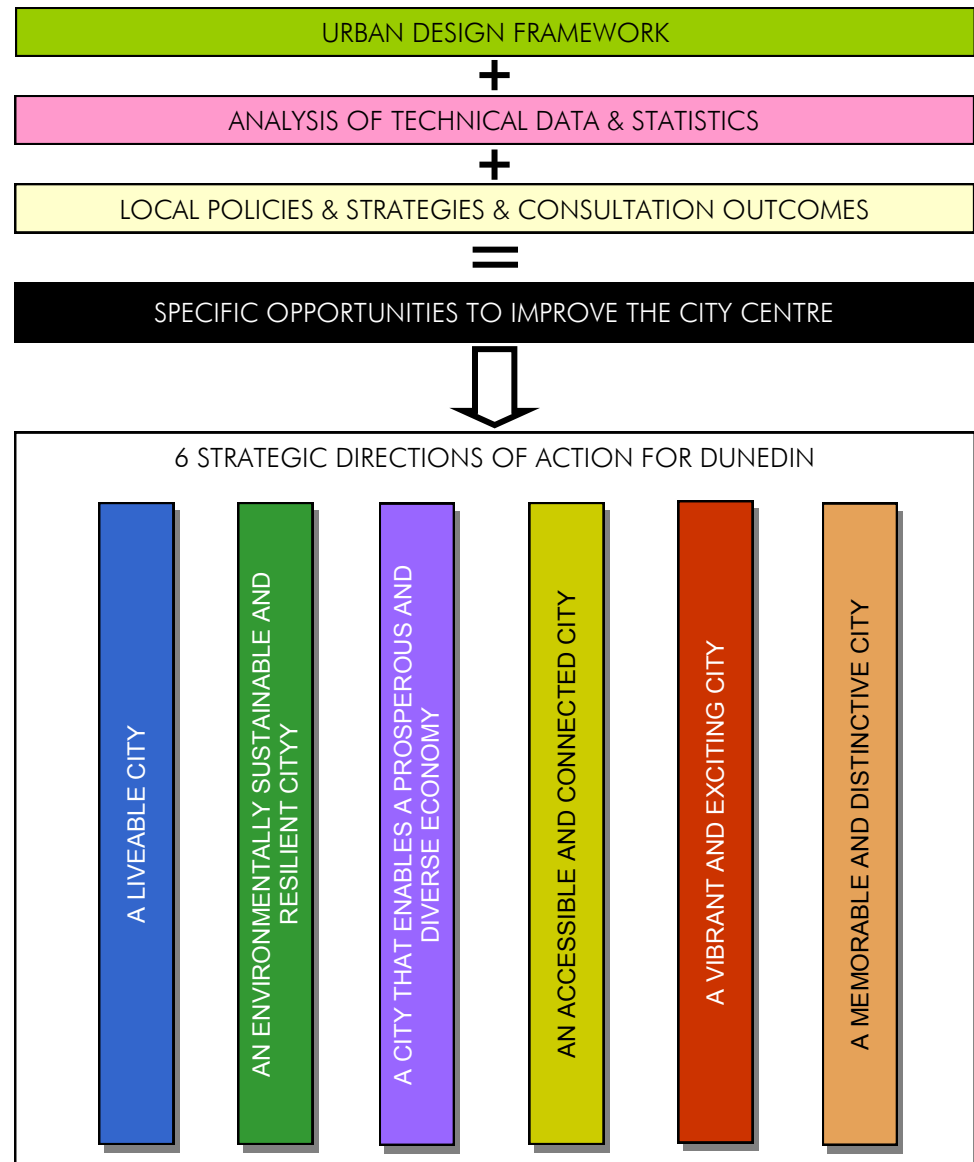 URBAN DESIGN FRAMEWORK
+
ANALYSIS OF TECHNICAL DATA & STATISTICS
+
LOCAL POLICIES & STRATEGIES & CONSULTATION OUTCOMES
=
SPECIFIC OPPORTUNITIES TO IMPROVE THE CITY CENTRE
6 STRATEGIC DIRECTIONS OF ACTION FOR DUNEDIN
A LIVEABLE CITY
AN ENVIRONMENTALLY SUSTAINABLE AND
RESILIENT CITYY
A CITY THAT ENABLES A PROSPEROUS AND
DIVERSE ECONOMY
AN ACCESSIBLE AND CONNECTED CITY
A VIBRANT AND EXCITING CITY
A MEMORABLE AND DISTINCTIVE CITY